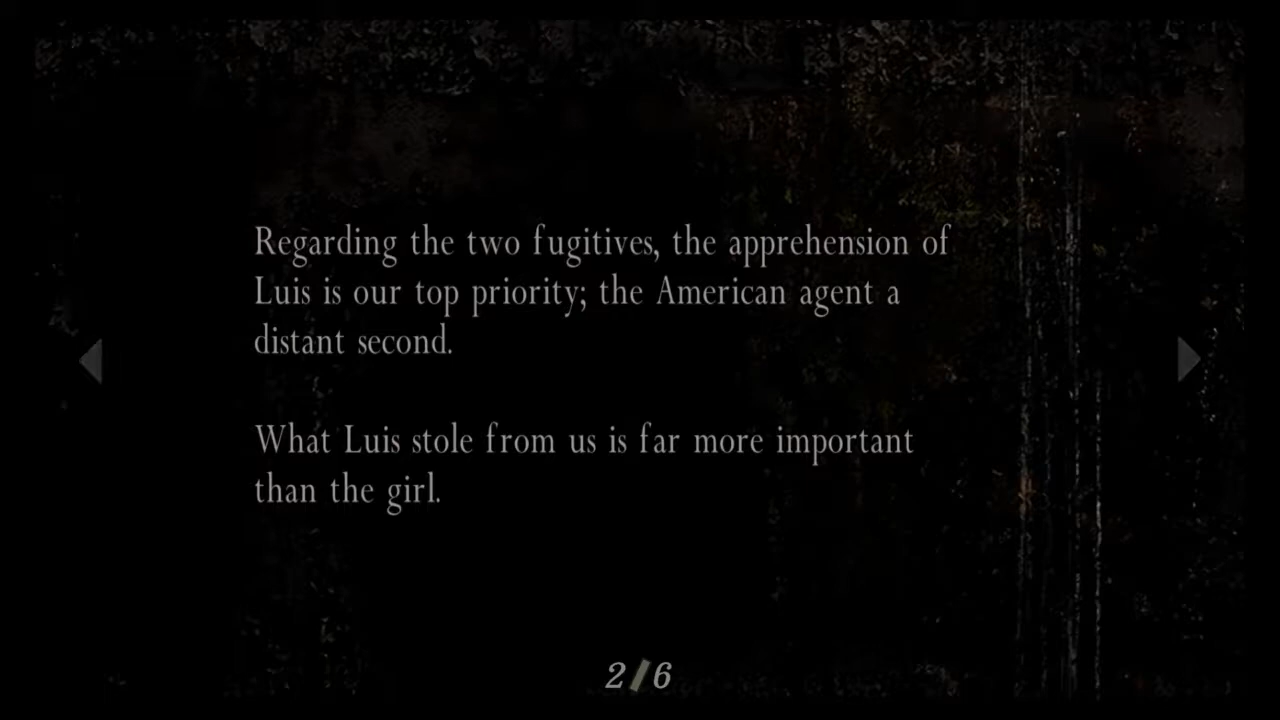 Regarding the two fugitives, the apprehension of
Luis is our top priority; the American agent a
distant second.
What Luis stole from us is far more important
than the girl.
2/6